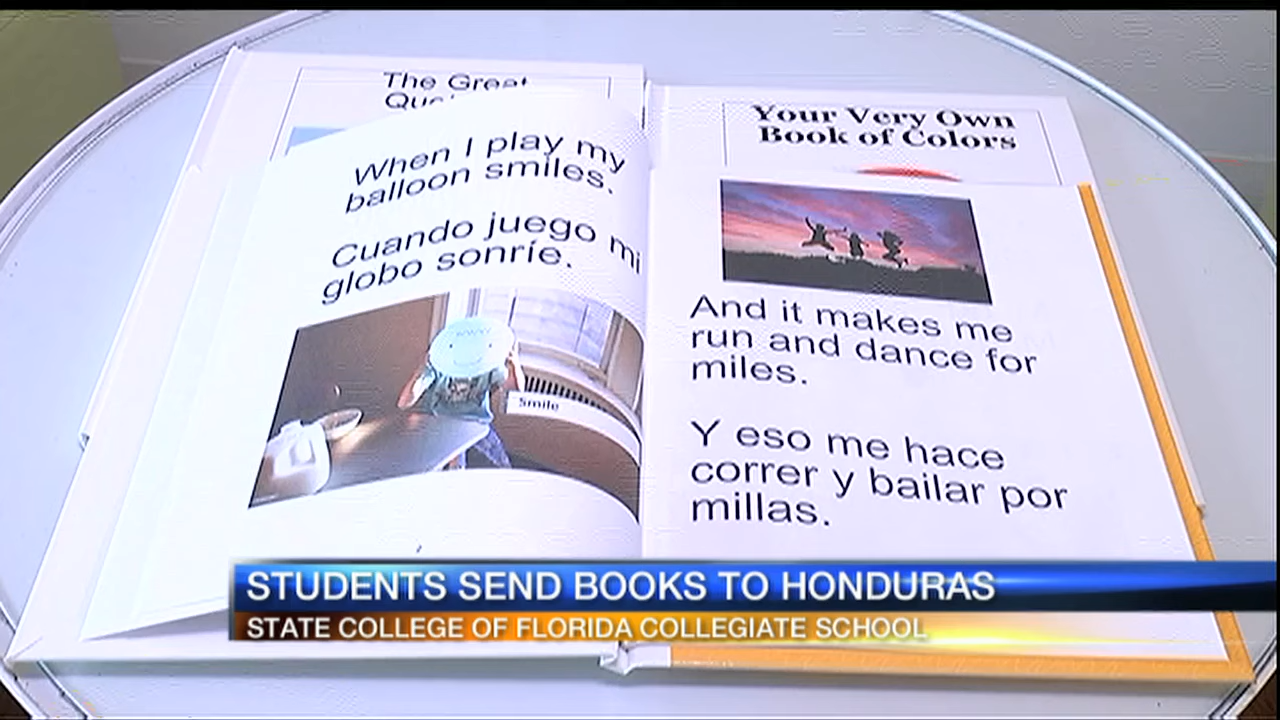 The Great
When I play my
balloon smiles.
Cuando juego mi
globo sonríe.
Smile
Your Very Own
Book of Colors
And it makes me
run and dance for
miles.
Y eso me hace
correr y bailar por
millas.
STUDENTS SEND BOOKS TO HONDURAS
STATE COLLEGE OF FLORIDA COLLEGIATE SCHOOL